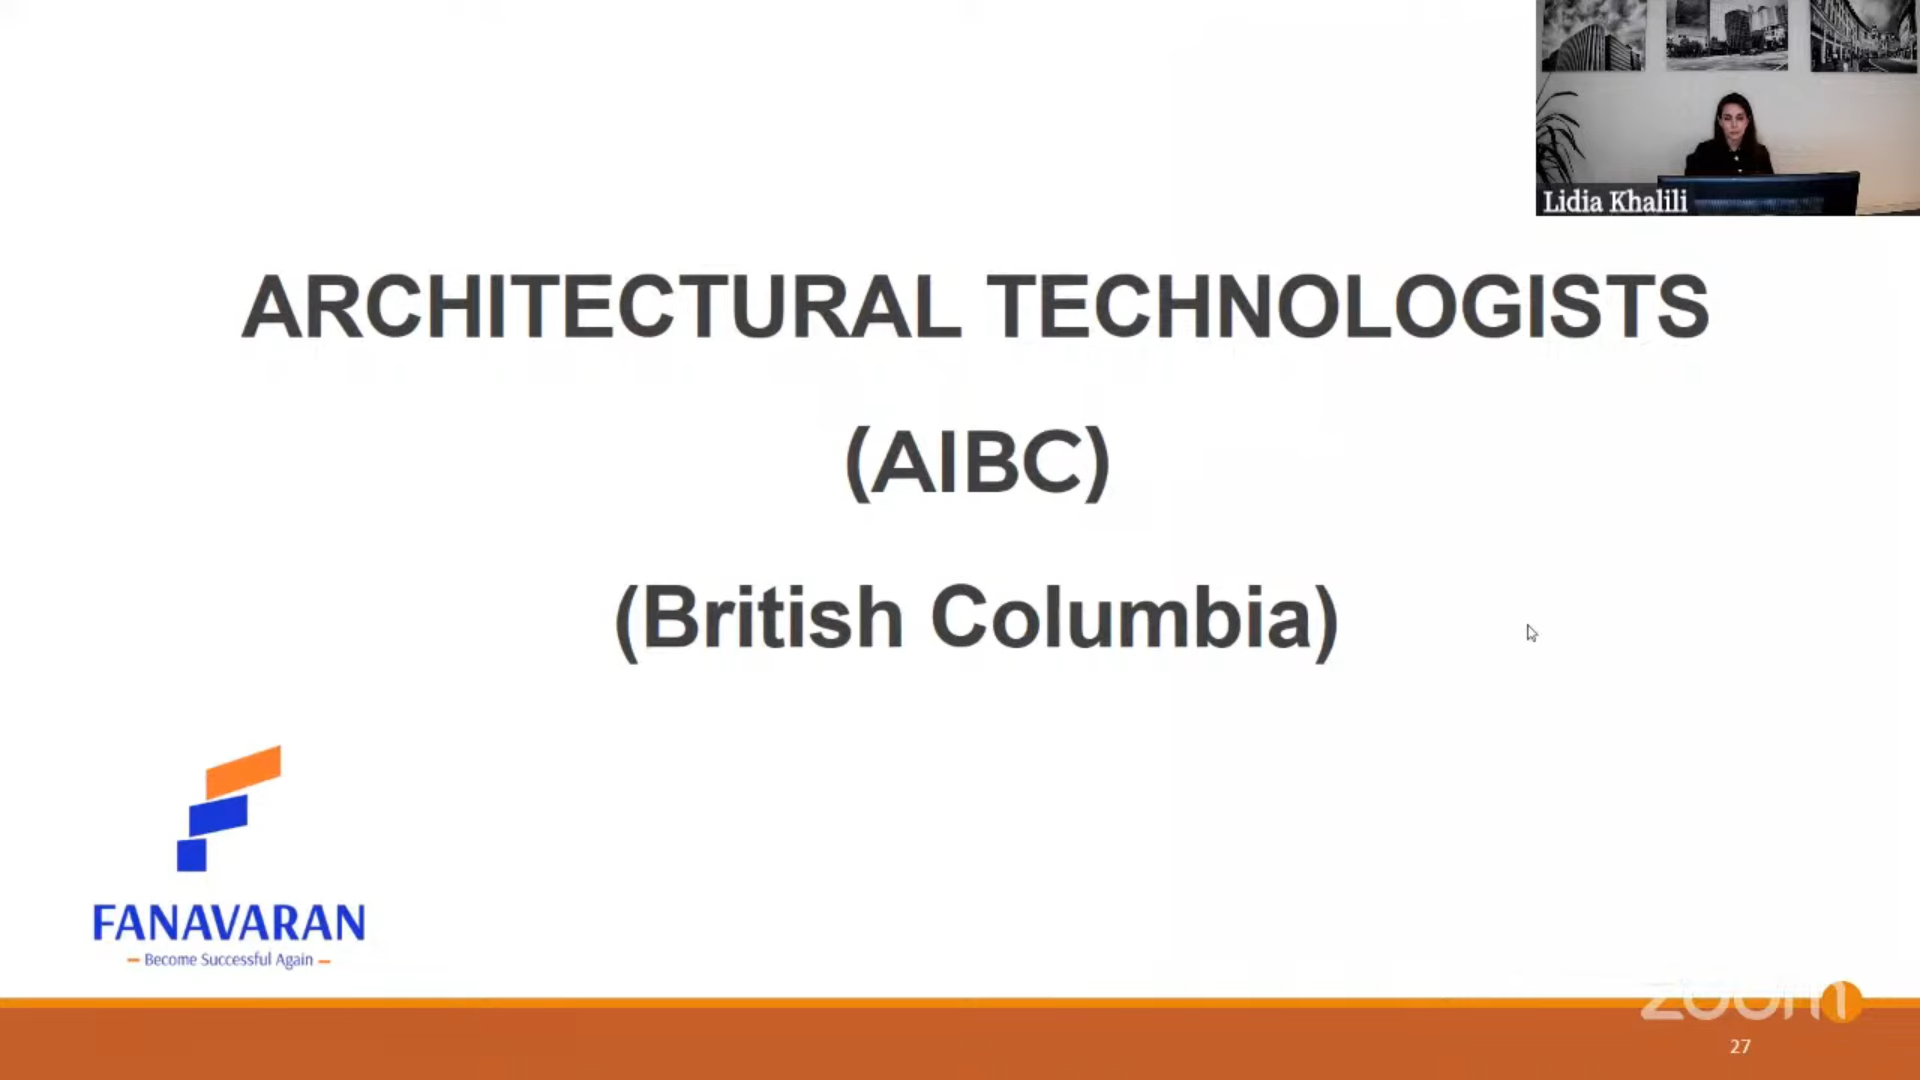 Lidia Khalili
ARCHITECTURAL TECHNOLOGISTS
(AIBC)
(British Columbia)
FANAVARAN
Become Successful Again
zoom
27